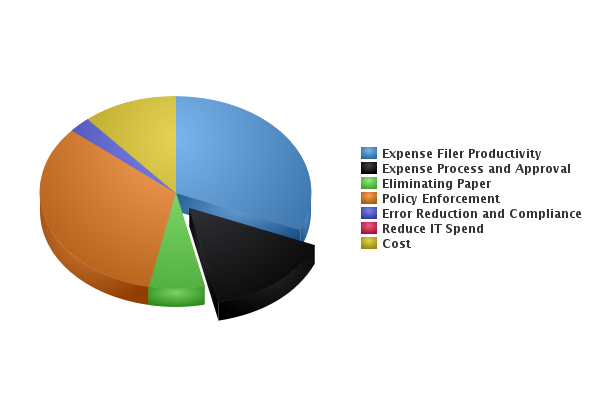 Expense Filer Productivity
Expense Process and Approval
Eliminating Paper
Policy Enforcement
Error Reduction and Compliance
Reduce IT Spend
Cost